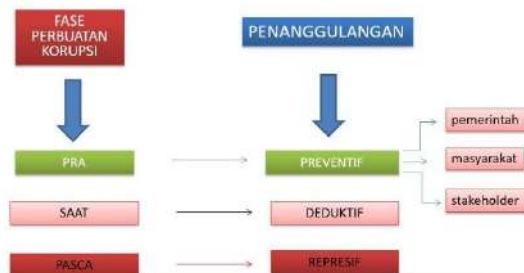 FASE
PERBUATAN
KORUPSI
PENANGGULANGAN
PRA
PREVENTIF
pemerintah
masyarakat
stakeholder
SAAT
DEDUKTIF
PASCA
REPRESIF